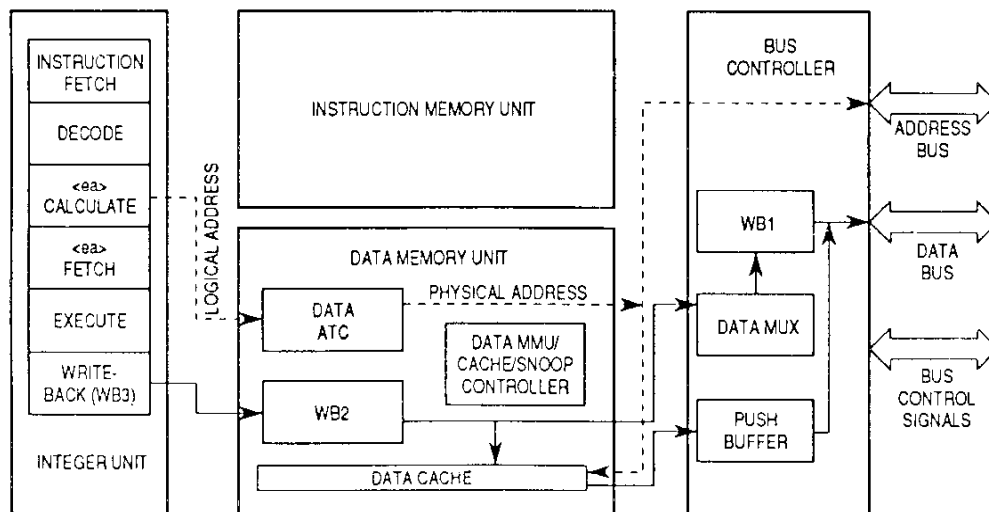 INSTRUCTION
FETCH
DECODE
<ea>
CALCULATE
<ea>
FETCH
EXECUTE
WRITE-
BACK (WB3)
INTEGER UNIT
LOGICAL ADDRESS
INSTRUCTION MEMORY UNIT
DATA MEMORY UNIT
DATA
ATC
PHYSICAL ADDRESS
DATA MMU/
CACHE/SNOOP
CONTROLLER
WB2
DATA CACHE
BUS
CONTROLLER
WB1
DATA MUX
PUSH
BUFFER
ADDRESS
BUS
DATA
BUS
BUS
CONTROL
SIGNALS